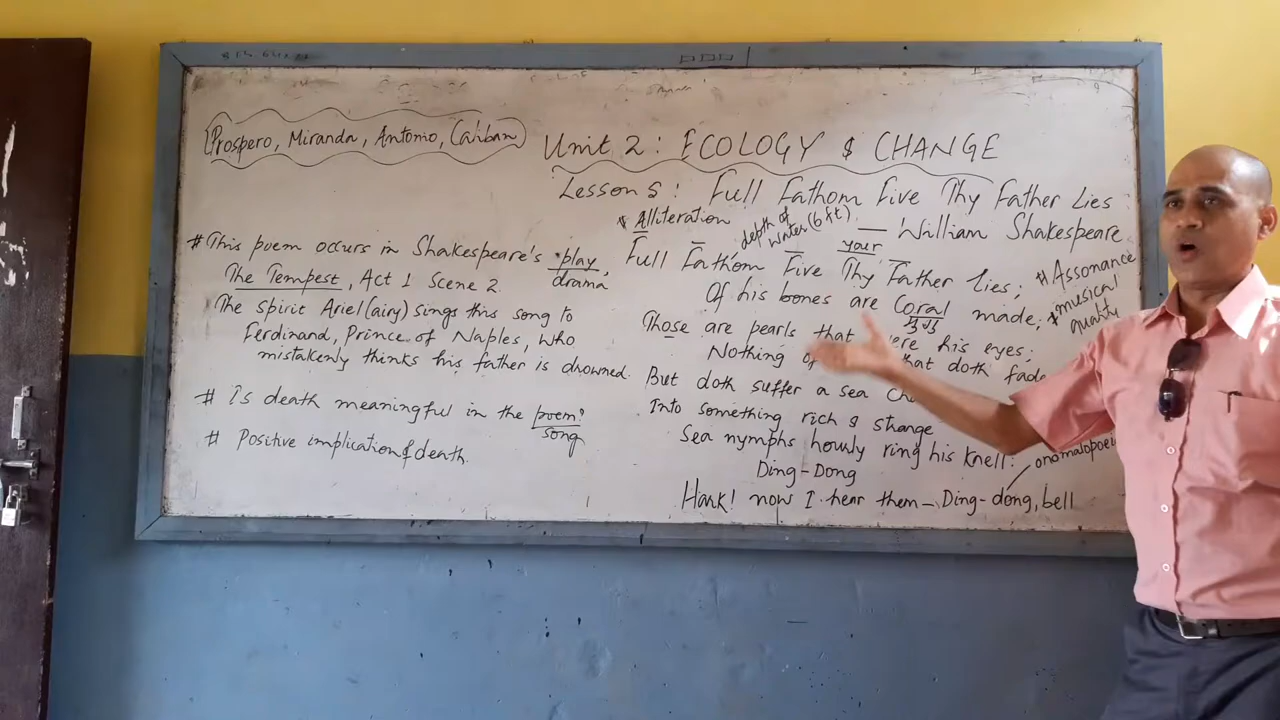 Prospero, Miranda, Antonio, Caliban
Unit 2: ECOLOGY & CHANGE
Lesson 5: Full Fathom Five Thy Father Lies
— William Shakespeare
* Alliteration
depth of
water (6 ft).
your
Full Fathom Five Thy Father lies;
Of his bones are Coral made;
Those are pearls that ere his eyes;
Nothing of hat doth fade
But doth suffer a sea
Into something rich & strange
Sea nymphs hourly ring his knell:
Ding-Dong
Hark! now I hear them - Ding-dong, bell
# Assonance
* musical
quality
onomatopoei
# This poem occurs in Shakespeare's play,
drama
The Tempest, Act 1 Scene 2.
The spirit Ariel (airy) sings this song to
Ferdinand, Prince of Naples, who
mistakenly thinks his father is drowned.
# Is death meaningful in the poem?
song
# Positive implication of death.